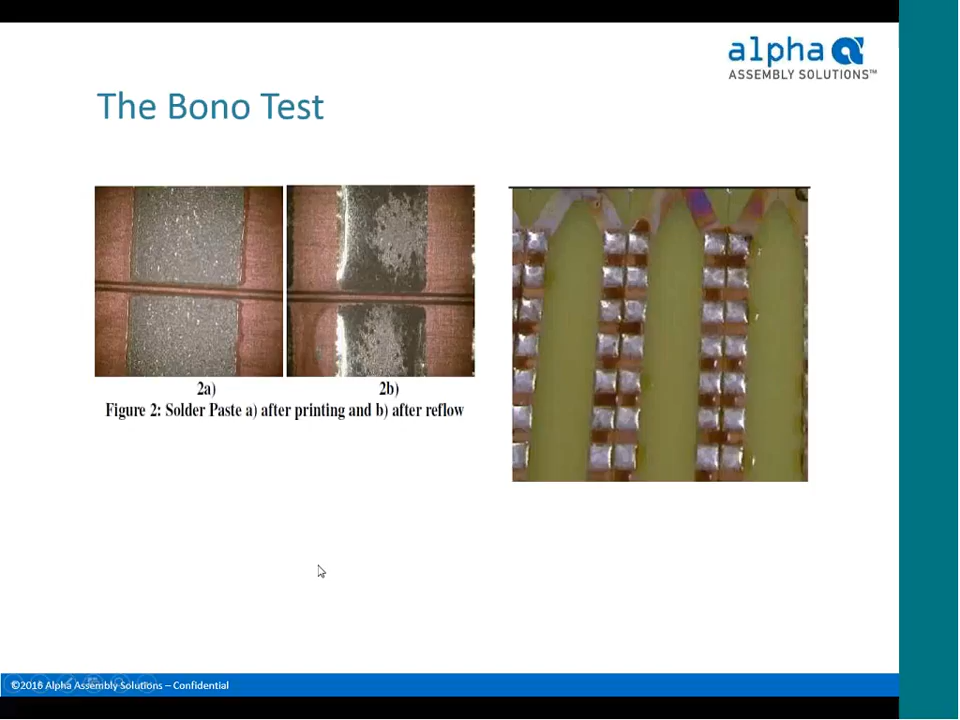 alpha
ASSEMBLY SOLUTIONS™
The Bono Test
2a) 2b)
Figure 2: Solder Paste a) after printing and b) after reflow
©2016 Alpha Assembly Solutions – Confidential